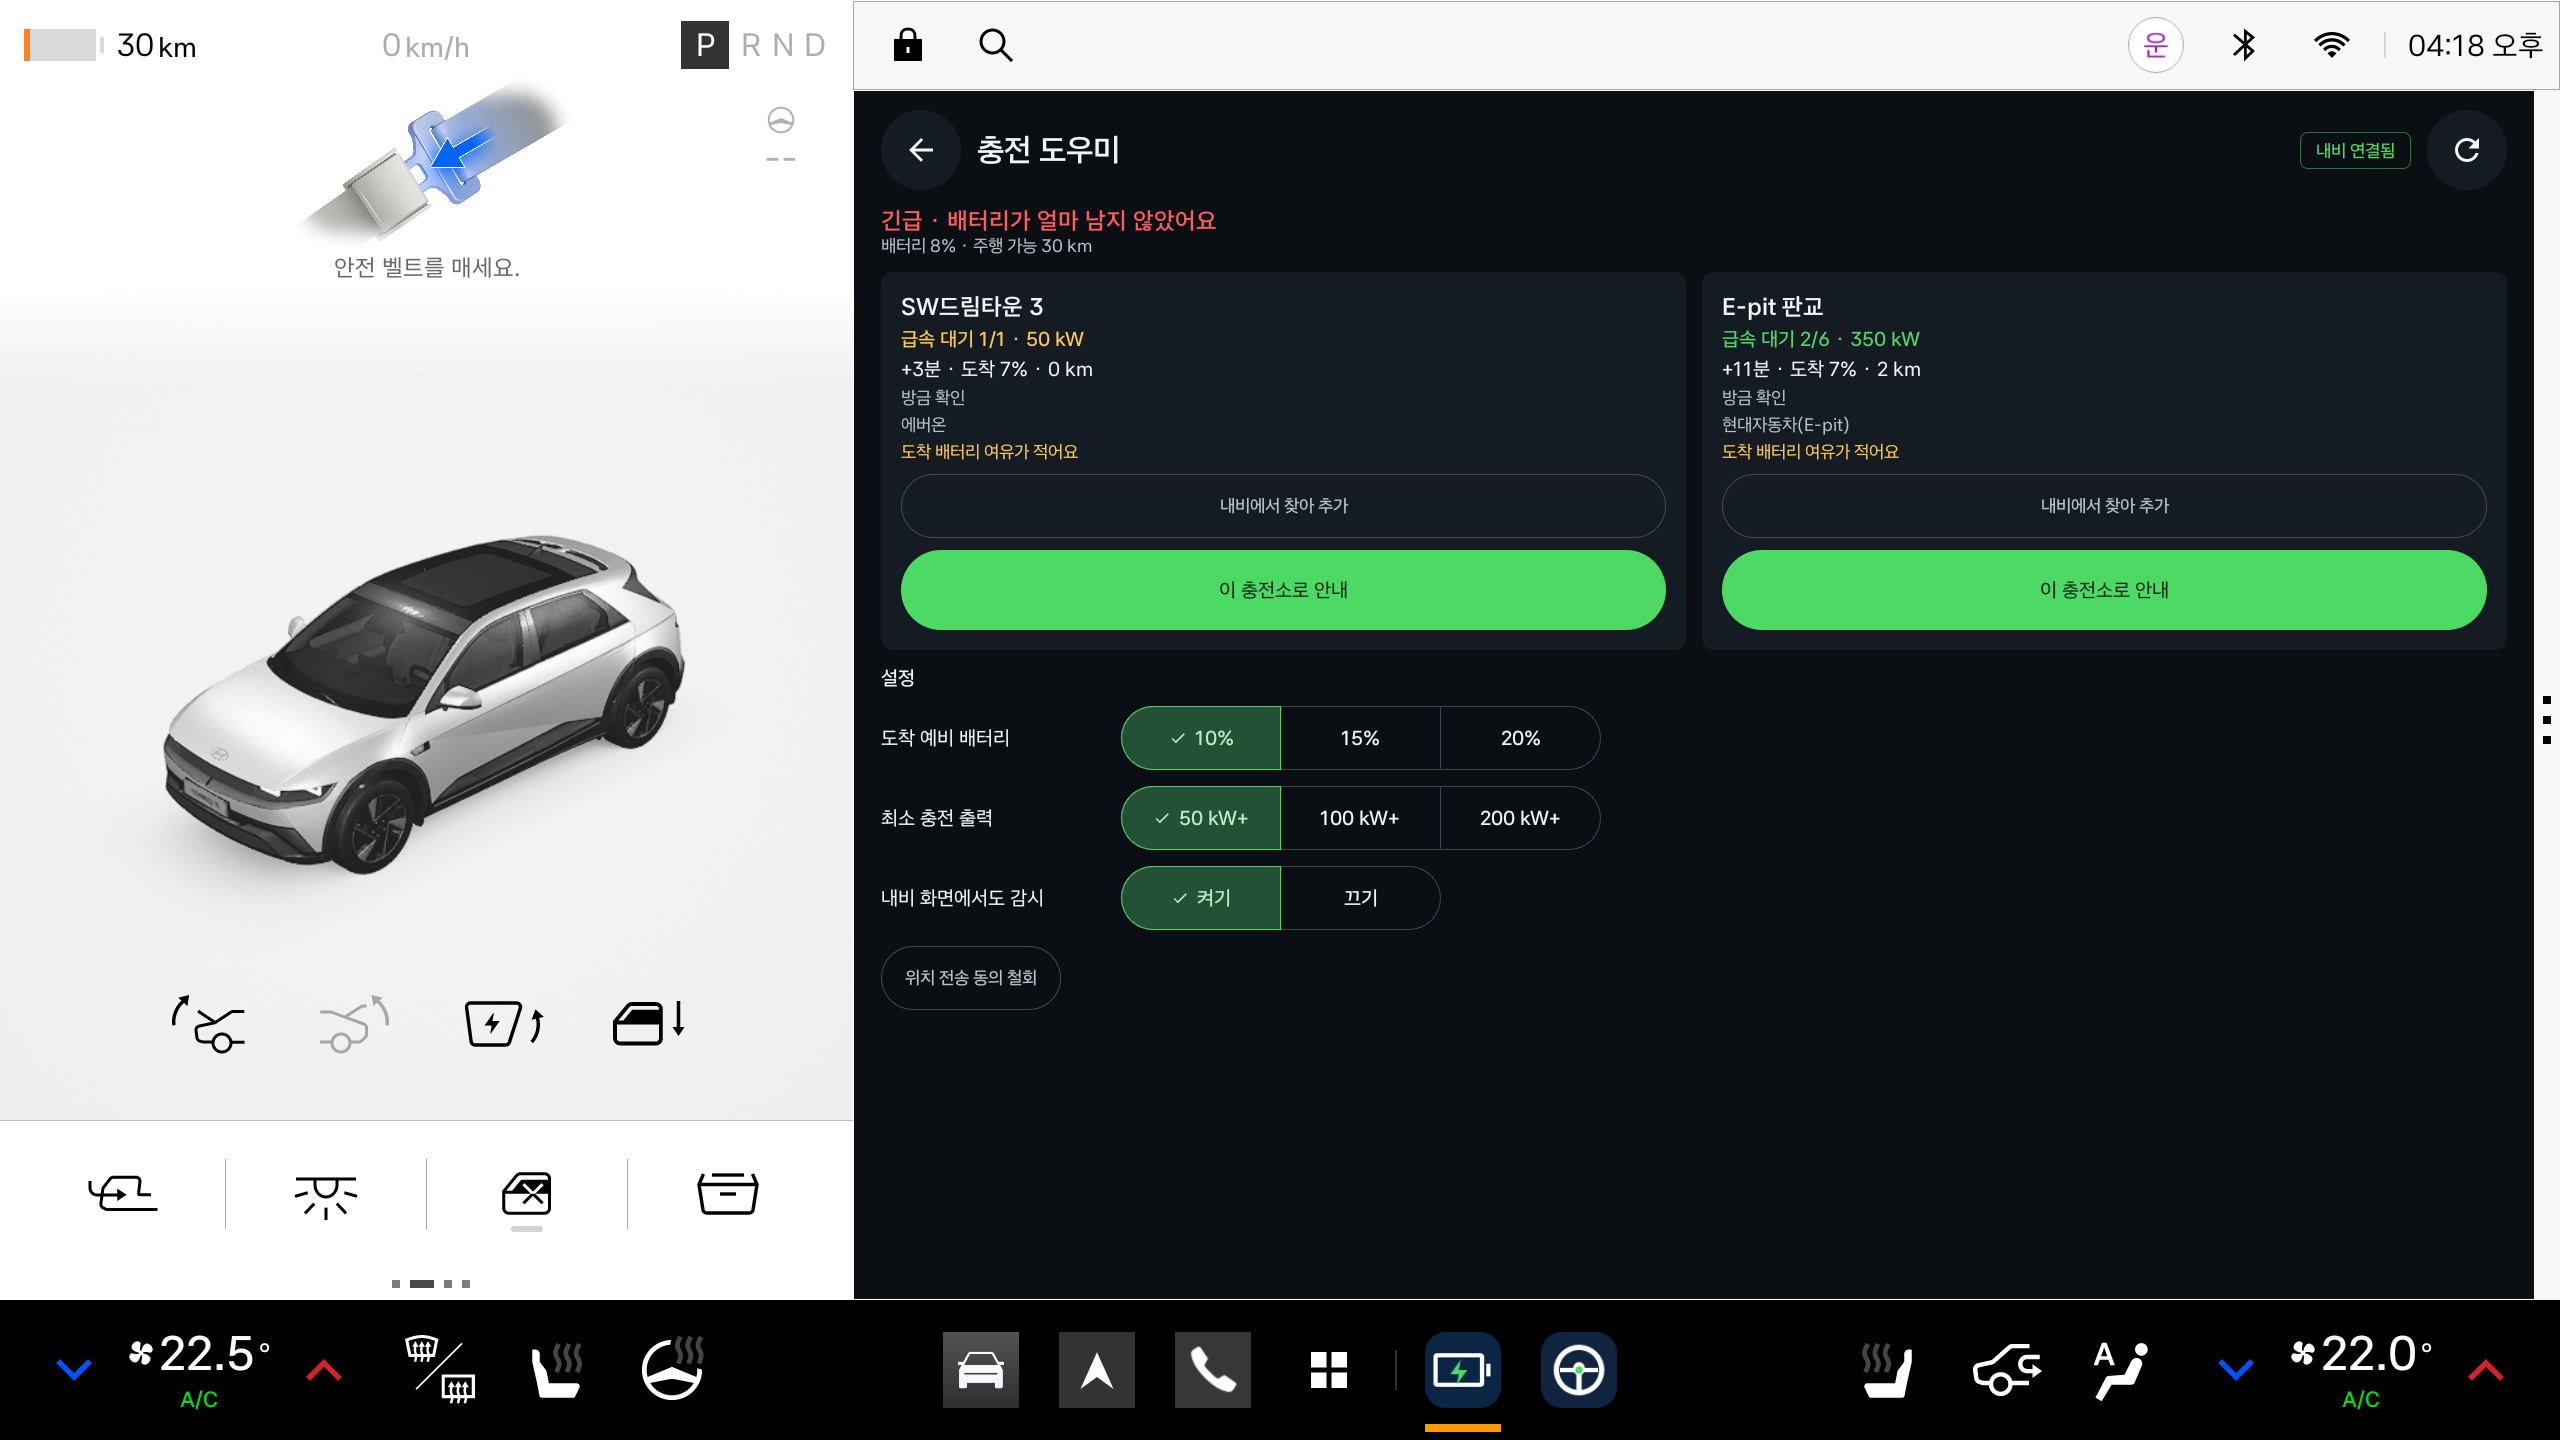 30 km
0 km/h
P R N D
안전 벨트를 매세요.
운
04:18 오후
충전 도우미
내비 연결됨
긴급 · 배터리가 얼마 남지 않았어요
배터리 8% · 주행 가능 30 km
SW드림타운 3
급속 대기 1/1 · 50 kW
+3분 · 도착 7% · 0 km
방금 확인
에버온
도착 배터리 여유가 적어요
내비에서 찾아 추가
이 충전소로 안내
E-pit 판교
급속 대기 2/6 · 350 kW
+11분 · 도착 7% · 2 km
방금 확인
현대자동차(E-pit)
도착 배터리 여유가 적어요
내비에서 찾아 추가
이 충전소로 안내
설정
도착 예비 배터리
10%
15%
20%
최소 충전 출력
50 kW+
100 kW+
200 kW+
내비 화면에서도 감시
켜기
끄기
위치 전송 동의 철회
22.5°
A/C
A
22.0°
A/C